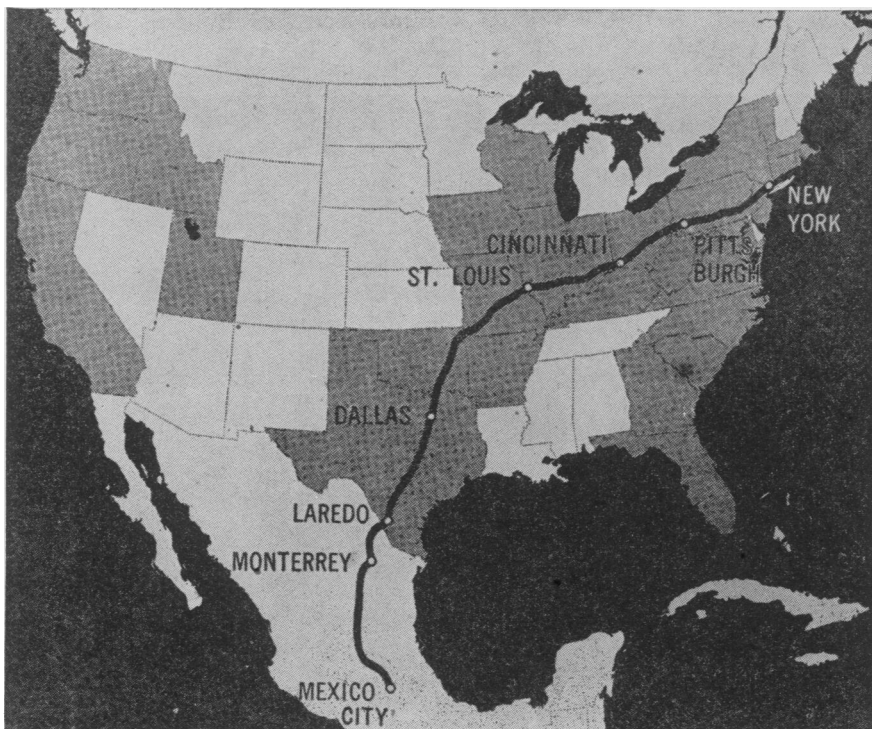 NEW
YORK
CINCINNATI
PITTS
BURGH
ST. LOUIS
DALLAS
LAREDO
MONTERREY
MEXICO
CITY